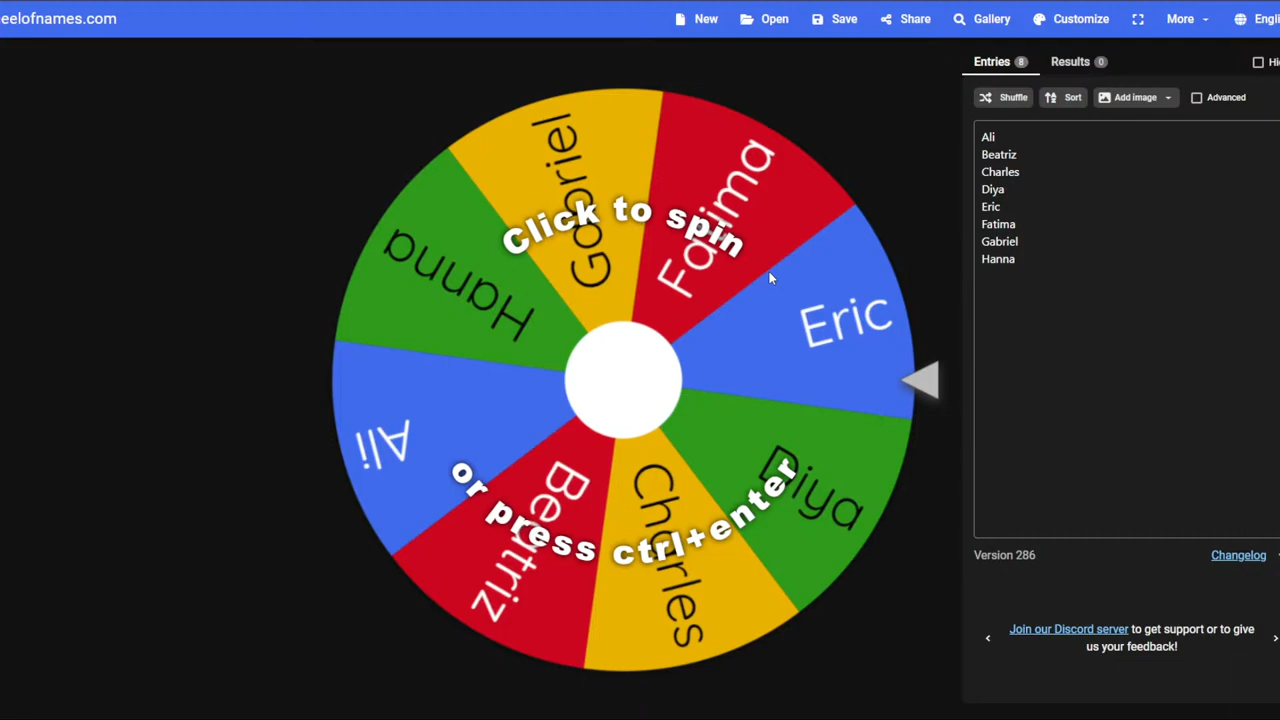 eelofnames.com
New
Open
Save
Share
Gallery
Customize
More
Engli
Entries 8
Results 0
Hi
Shuffle
Sort
Add image
Advanced
Ali
Beatriz
Charles
Diya
Eric
Fatima
Gabriel
Hanna
Version 286
Changelog
Join our Discord server to get support or to give
us your feedback!
Click to spin
or press ctrl+enter
Gabriel
Fatima
Eric
Diya
Charles
Beatriz
Ali
Hanna